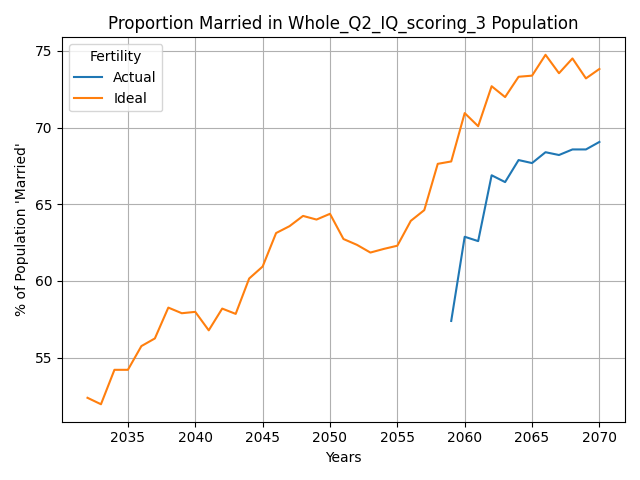 Proportion Married in Whole_Q2_IQ_scoring_3 Population
Fertility
Actual
Ideal
% of Population 'Married'
75
70
65
60
55
2035 2040 2045 2050 2055 2060 2065 2070
Years